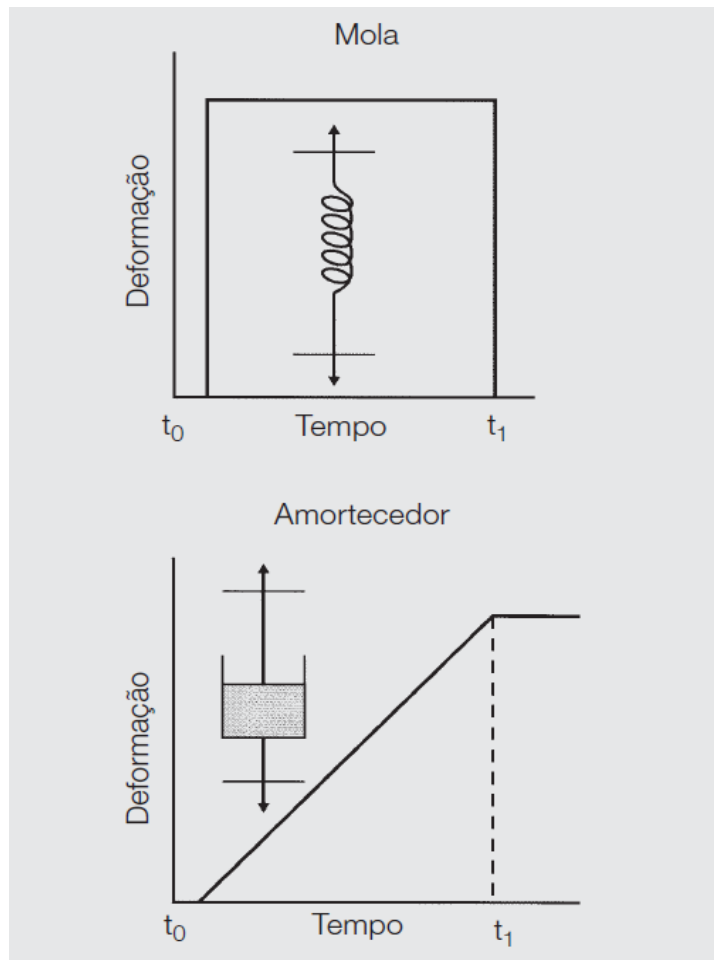 Mola
Deformação
t₀ Tempo t₁
Amortecedor
Deformação
t₀ Tempo t₁